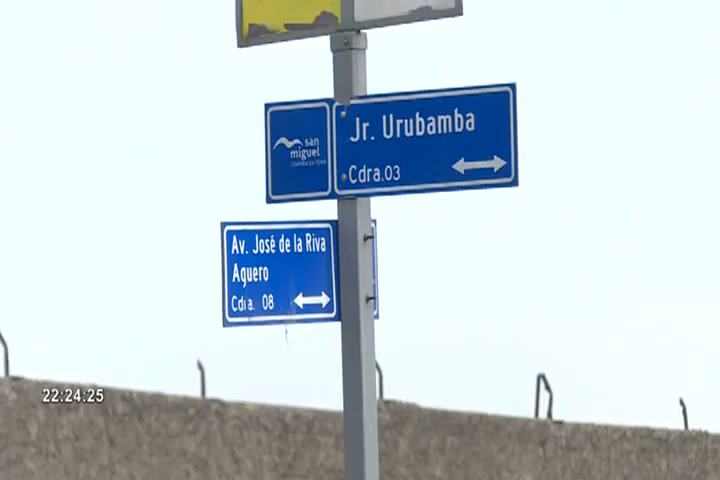 san
miguel
Jr. Urubamba
Cdra.03
Av. José de la Riva
Aguero
Cdra. 08
22:24:25